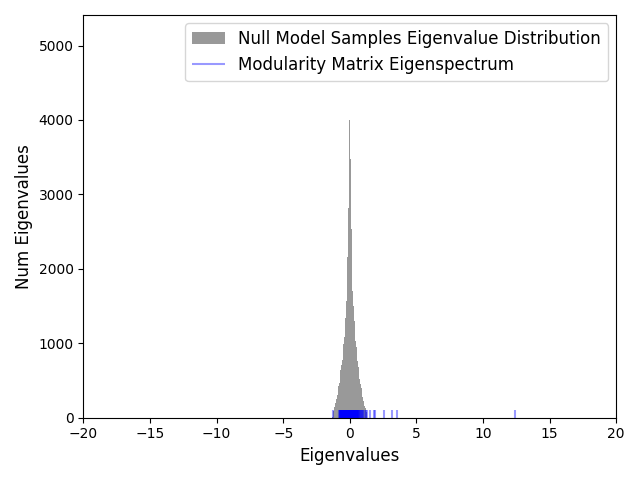 Null Model Samples Eigenvalue Distribution
Modularity Matrix Eigenspectrum
Num Eigenvalues
5000
4000
3000
2000
1000
0
−20 −15 −10 −5 0 5 10 15 20
Eigenvalues